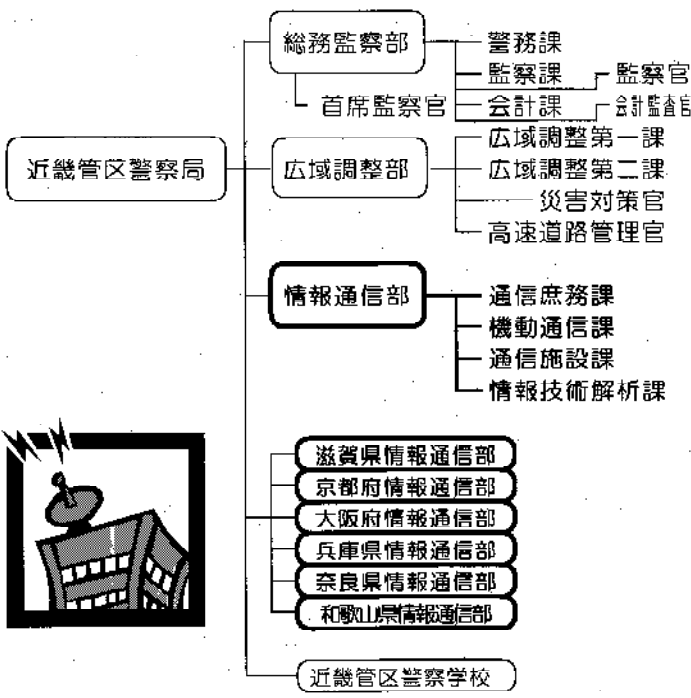 総務監察部
警務課
監察課
監察官
首席監察官
会計課
会計監査官
近畿管区警察局
広域調整部
広域調整第一課
広域調整第二課
災害対策官
高速道路管理官
情報通信部
通信庶務課
機動通信課
通信施設課
情報技術解析課
滋賀県情報通信部
京都府情報通信部
大阪府情報通信部
兵庫県情報通信部
奈良県情報通信部
和歌山県情報通信部
近畿管区警察学校